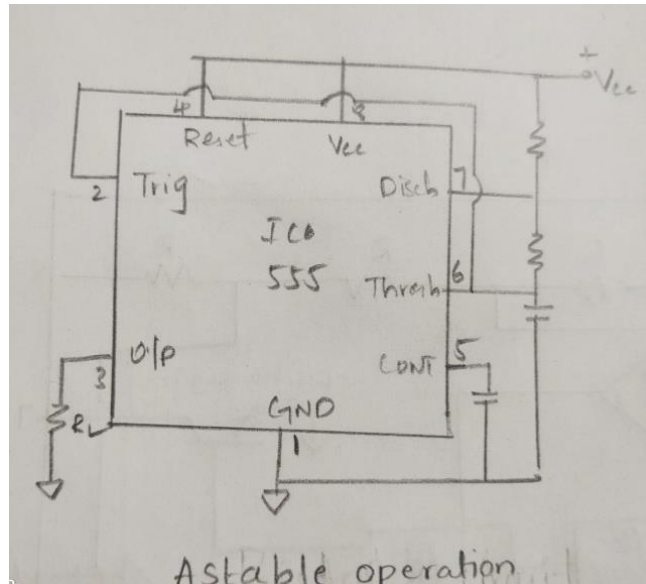 +
Vcc
4
8
Reset
Vcc
2
Trig
Disch
7
IC
555
Thresh
6
O/P
3
CONT
5
RL
GND
1
Astable operation